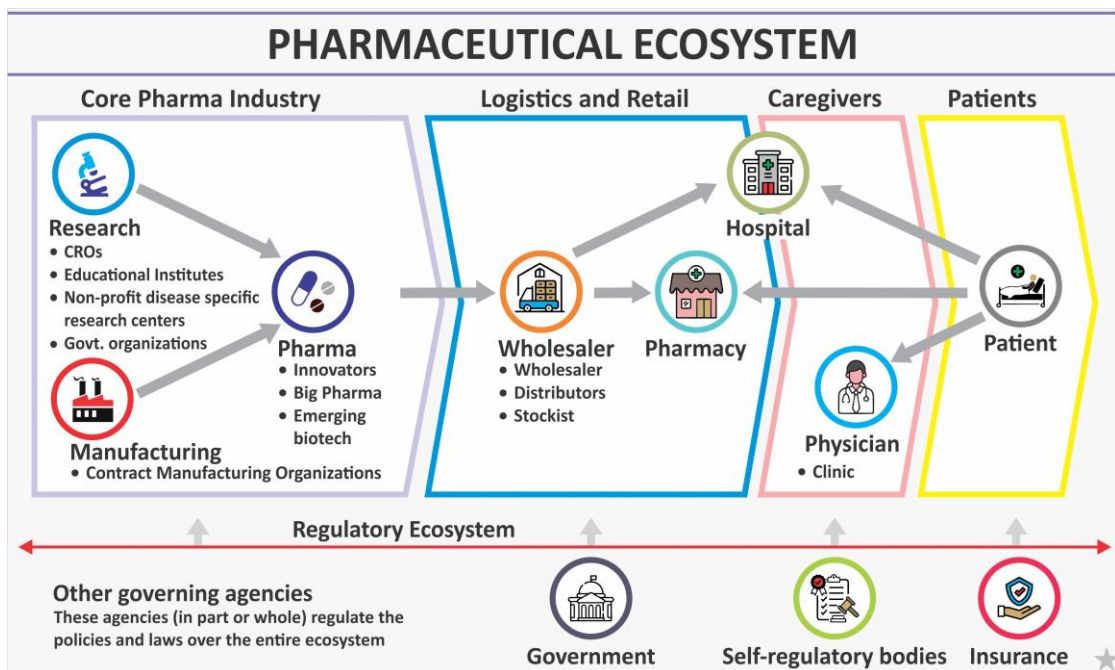 PHARMACEUTICAL ECOSYSTEM
Core Pharma Industry
Logistics and Retail
Caregivers
Patients
Research
• CROs
• Educational Institutes
• Non-profit disease specific
research centers
• Govt. organizations
Manufacturing
• Contract Manufacturing Organizations
Pharma
• Innovators
• Big Pharma
• Emerging
biotech
Wholesaler
• Wholesaler
• Distributors
• Stockist
Pharmacy
Hospital
Physician
• Clinic
Patient
Regulatory Ecosystem
Other governing agencies
These agencies (in part or whole) regulate the
policies and laws over the entire ecosystem
Government
Self-regulatory bodies
Insurance